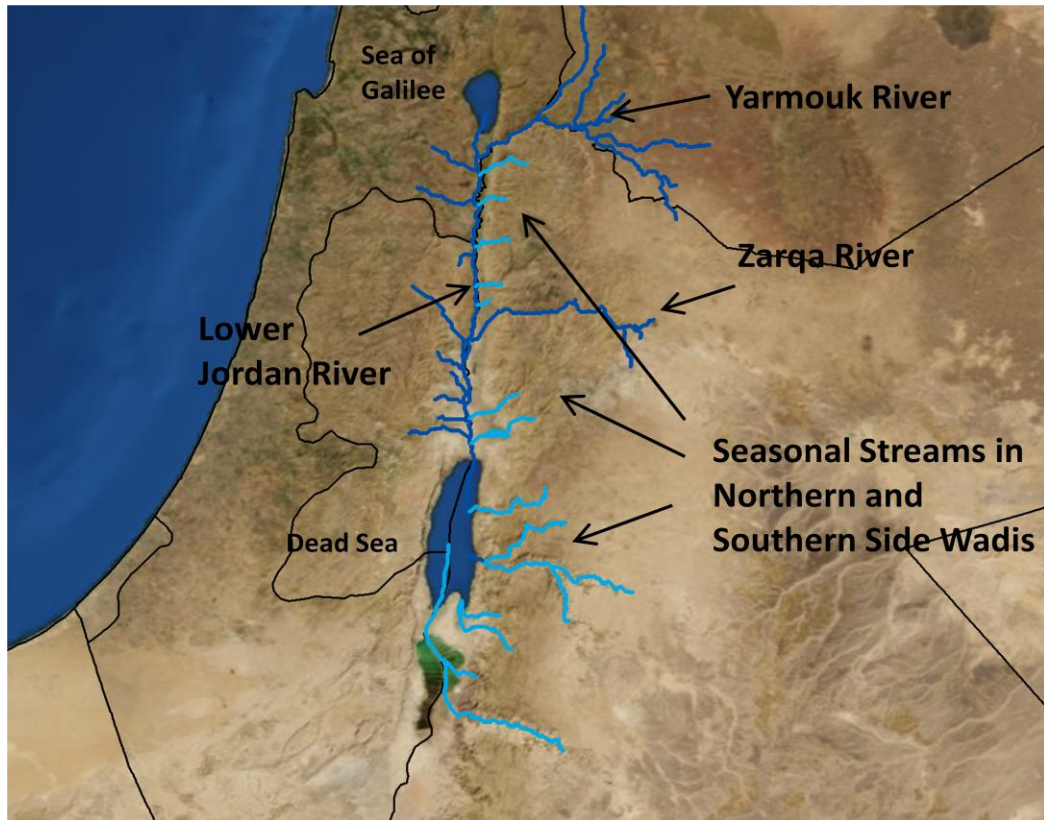 Sea of
Galilee
Yarmouk River
Zarqa River
Lower
Jordan River
Seasonal Streams in
Northern and
Southern Side Wadis
Dead Sea